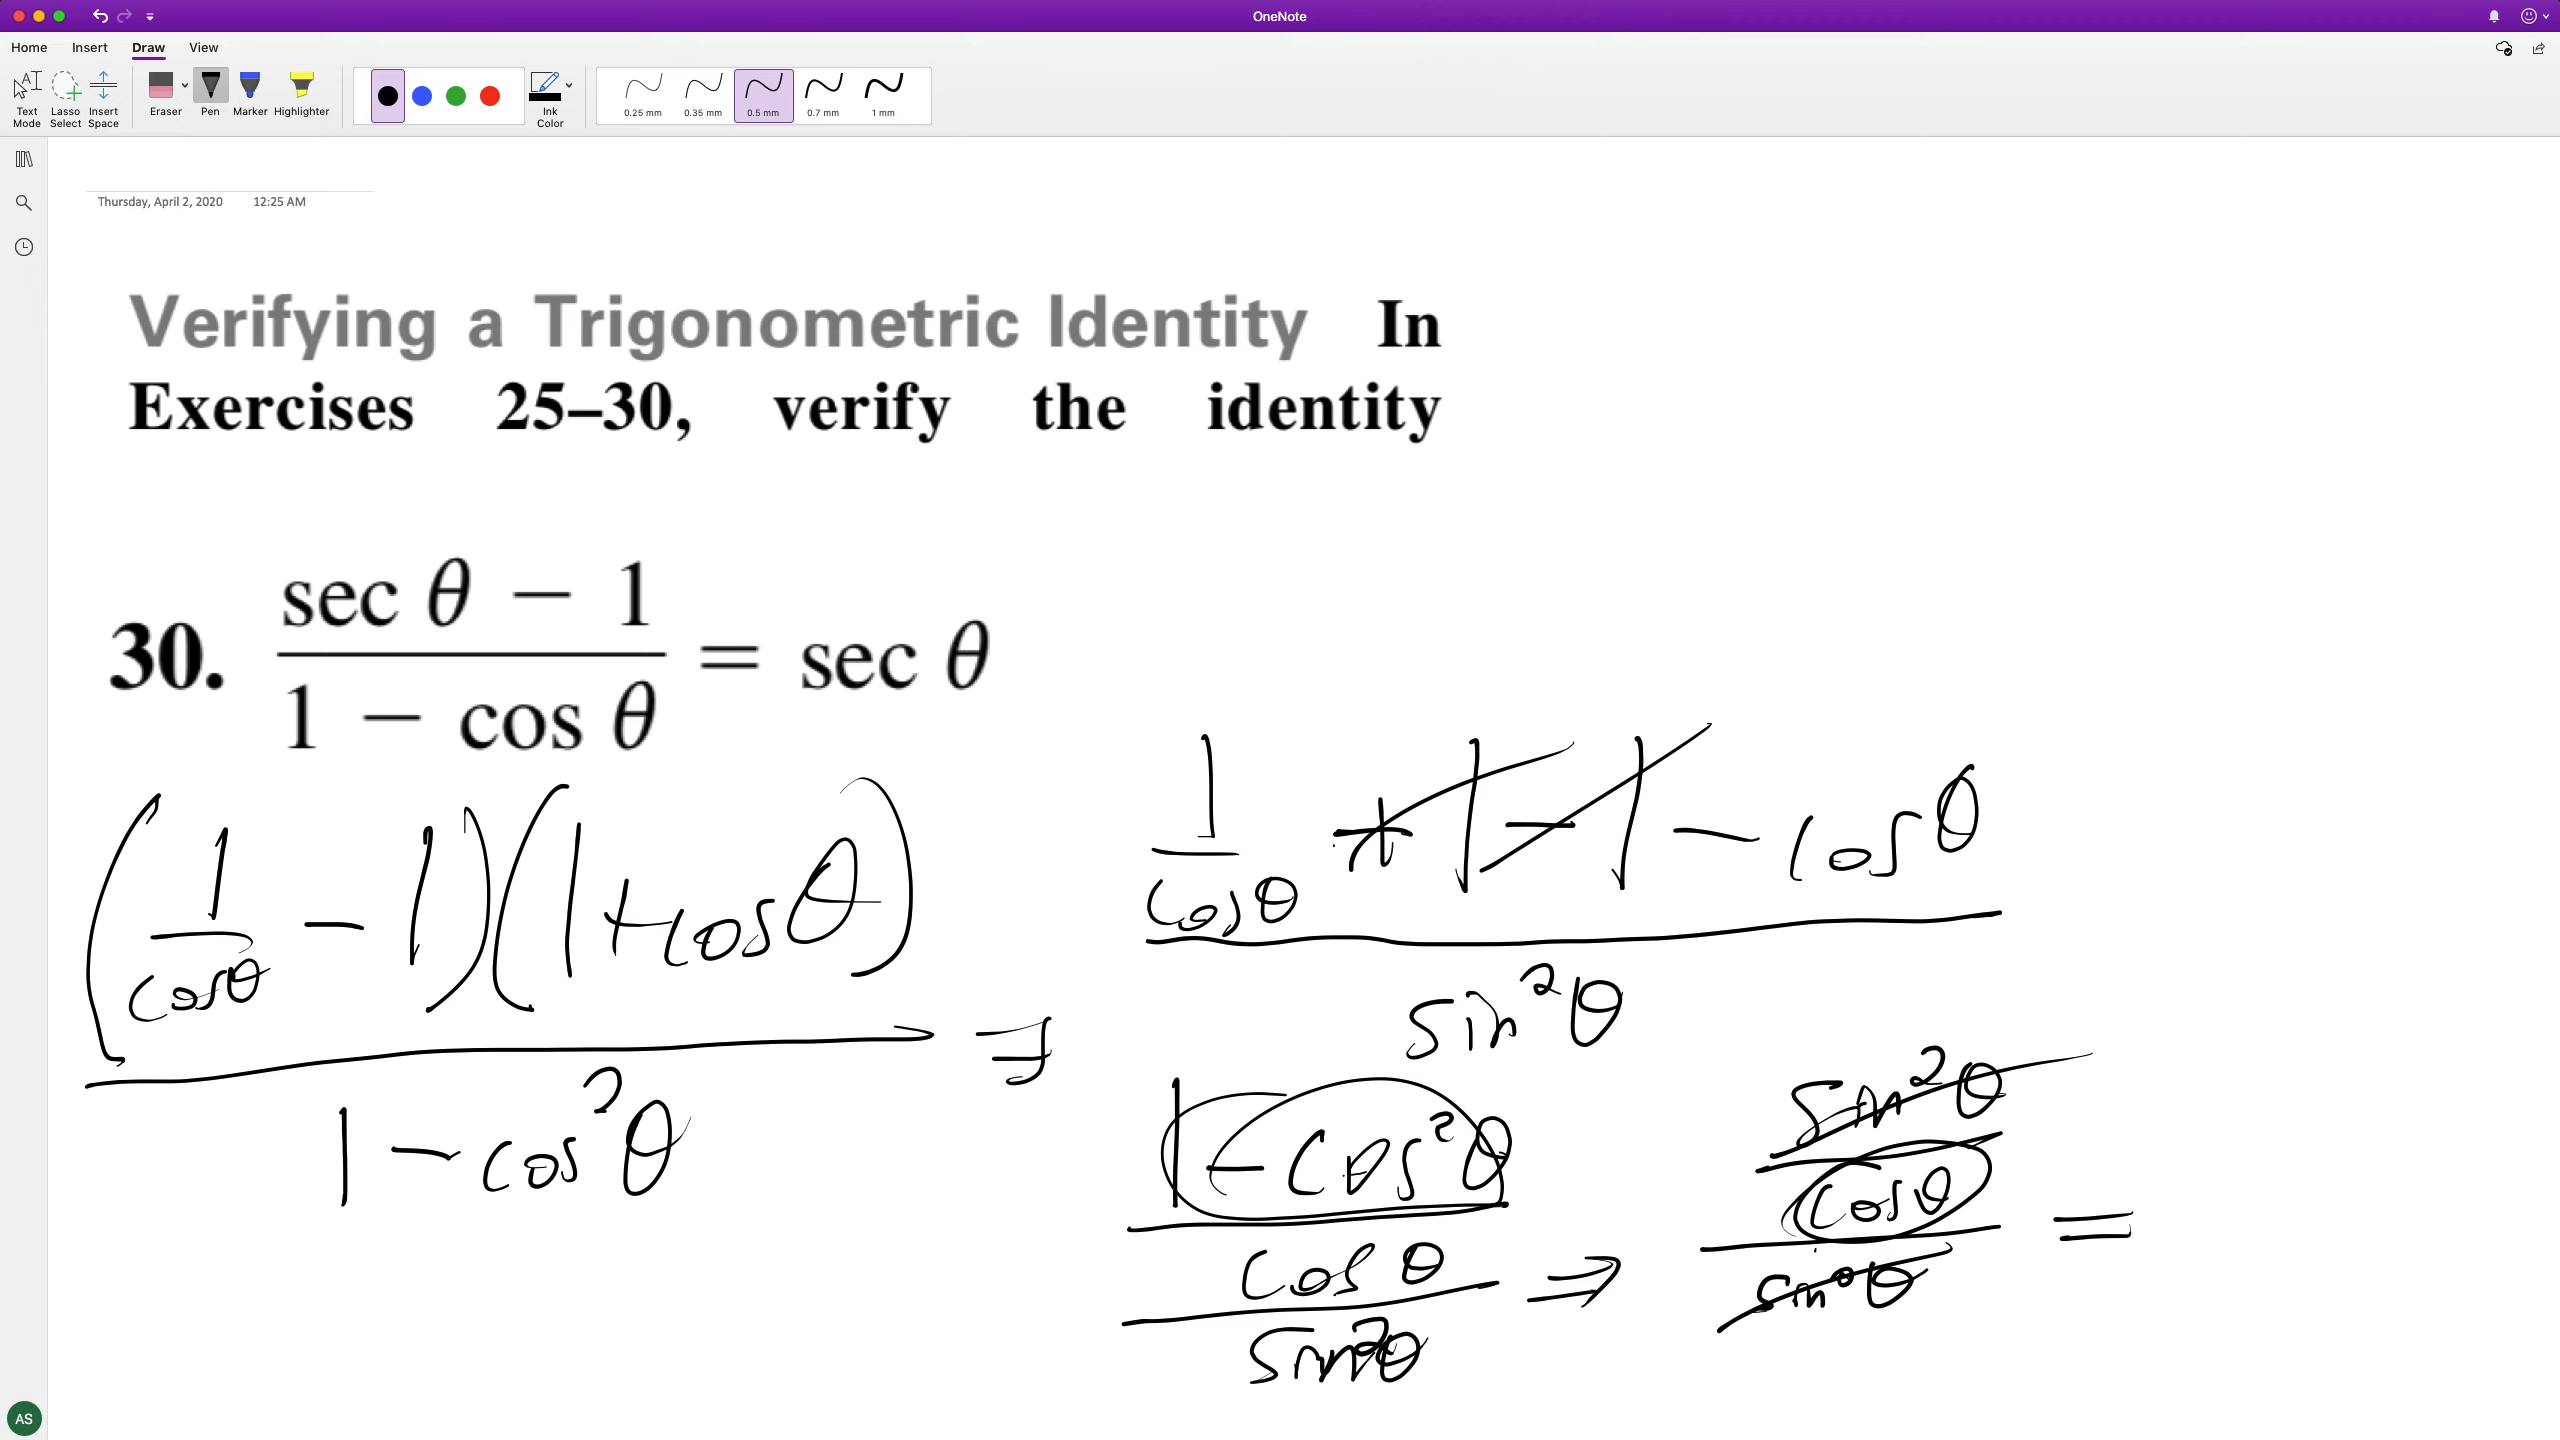 OneNote
Home Insert Draw View
Text Mode
Lasso Select
Insert Space
Eraser
Pen
Marker
Highlighter
Ink Color
0.25 mm
0.35 mm
0.5 mm
0.7 mm
1 mm
Thursday, April 2, 2020 12:25 AM
Verifying a Trigonometric Identity In
Exercises 25–30, verify the identity
30. (sec θ − 1)/(1 − cos θ) = sec θ
((1/cosθ − 1)(1+cosθ))/(1 − cos²θ) ⇒
(1/cosθ + 1 − 1 − cosθ)/(sin²θ)
((1 − cos²θ)/(cosθ))/(sin²θ) ⇒ ((sin²θ)/(cosθ))/(sin²θ) =
AS